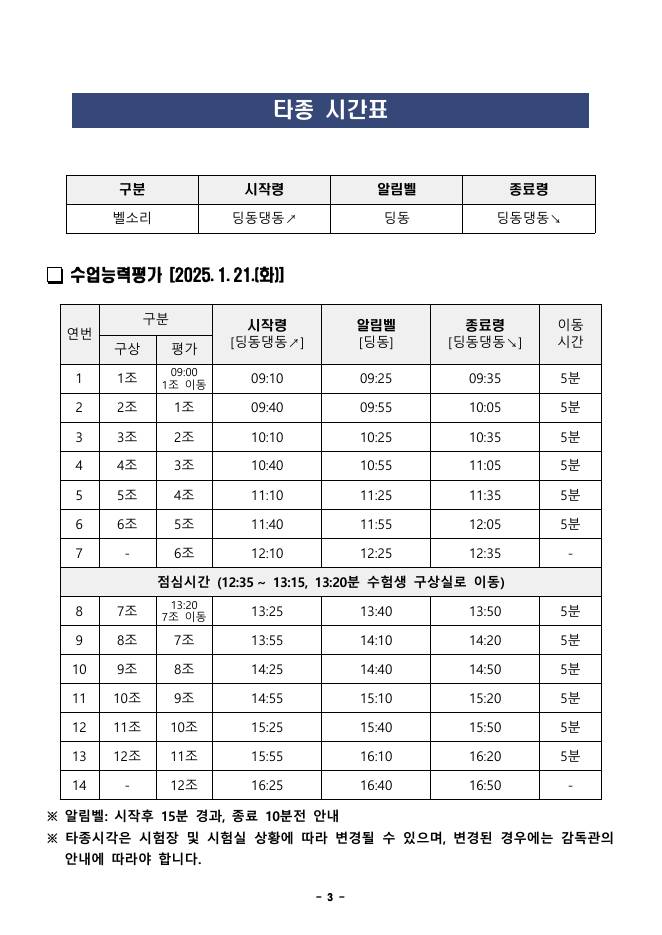 타종 시간표
구분 시작령 알림벨 종료령
벨소리 딩동댕동↗ 딩동 딩동댕동↘
❏ 수업능력평가 [2025. 1. 21.(화)]
연번 구분 시작령 [딩동댕동↗] 알림벨 [딩동] 종료령 [딩동댕동↘] 이동 시간
구상 평가
1 1조 09:00 1조 이동 09:10 09:25 09:35 5분
2 2조 1조 09:40 09:55 10:05 5분
3 3조 2조 10:10 10:25 10:35 5분
4 4조 3조 10:40 10:55 11:05 5분
5 5조 4조 11:10 11:25 11:35 5분
6 6조 5조 11:40 11:55 12:05 5분
7 - 6조 12:10 12:25 12:35 -
점심시간 (12:35 ~ 13:15, 13:20분 수험생 구상실로 이동)
8 7조 13:20 7조 이동 13:25 13:40 13:50 5분
9 8조 7조 13:55 14:10 14:20 5분
10 9조 8조 14:25 14:40 14:50 5분
11 10조 9조 14:55 15:10 15:20 5분
12 11조 10조 15:25 15:40 15:50 5분
13 12조 11조 15:55 16:10 16:20 5분
14 - 12조 16:25 16:40 16:50 -
※ 알림벨: 시작후 15분 경과, 종료 10분전 안내
※ 타종시각은 시험장 및 시험실 상황에 따라 변경될 수 있으며, 변경된 경우에는 감독관의
안내에 따라야 합니다.
- 3 -